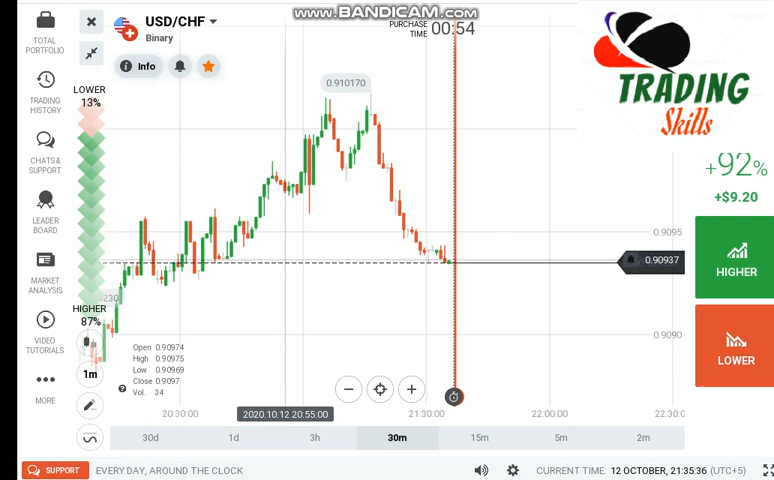 www.BANDICAM.com
TOTAL
PORTFOLIO
TRADING
HISTORY
CHATS &
SUPPORT
LEADER
BOARD
MARKET
ANALYSIS
VIDEO
TUTORIALS
MORE
USD/CHF
Binary
Info
PURCHASE
TIME
00:54
LOWER
13%
HIGHER
87%
1m
0.910170
0.9095
0.90937
0.9090
Open 0.90974
High 0.90975
Low 0.90969
Close 0.9097
Vol. 34
20:30:00
2020.10.12 20:55:00
21:30:00
22:00:00
22:30:0
30d
1d
3h
30m
15m
5m
2m
TRADING
Skills
+92%
+$9.20
HIGHER
LOWER
SUPPORT
EVERY DAY, AROUND THE CLOCK
CURRENT TIME: 12 OCTOBER, 21:35:36 (UTC+5)